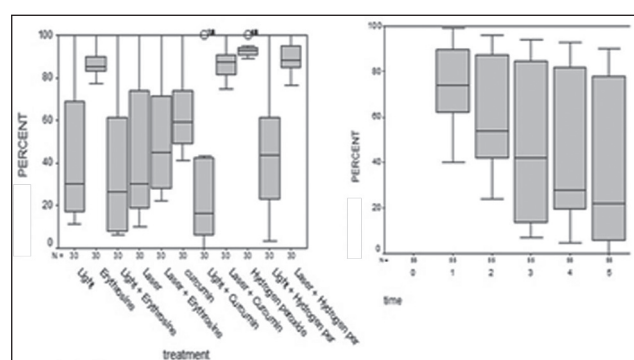 100
80
60
40
20
0
PERCENT
N = 30 30 30 30 30 30 30 30 30 30 30
Light
Erythrosine
Light + Erythrosine
Laser
Laser + Erythrosine
curcumin
Light + Curcumin
Laser + Curcumin
Hydrogen peroxide
Light + Hydrogen per
Laser + Hydrogen per
treatment
100
80
60
40
20
0
PERCENT
N =
0 1 2 3 4 5
time